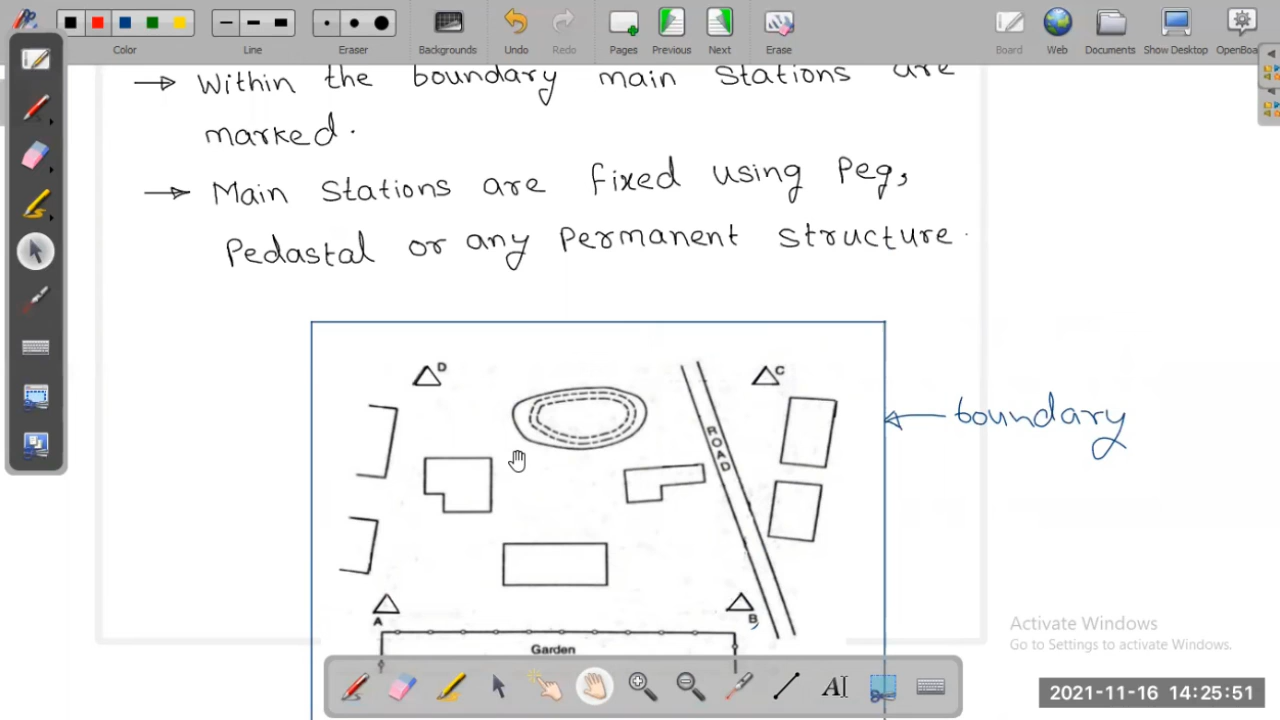 Color
Line
Eraser
Backgrounds
Undo
Redo
Pages
Previous
Next
Erase
Board
Web
Documents
Show Desktop
OpenBoa
→ Within the boundary main Stations are
marked.
→ Main Stations are fixed using Peg,
Pedastal or any Permanent Structure.
D
C
ROAD
← boundary
A
B
Garden
Activate Windows
Go to Settings to activate Windows.
AI
2021-11-16 14:25:51